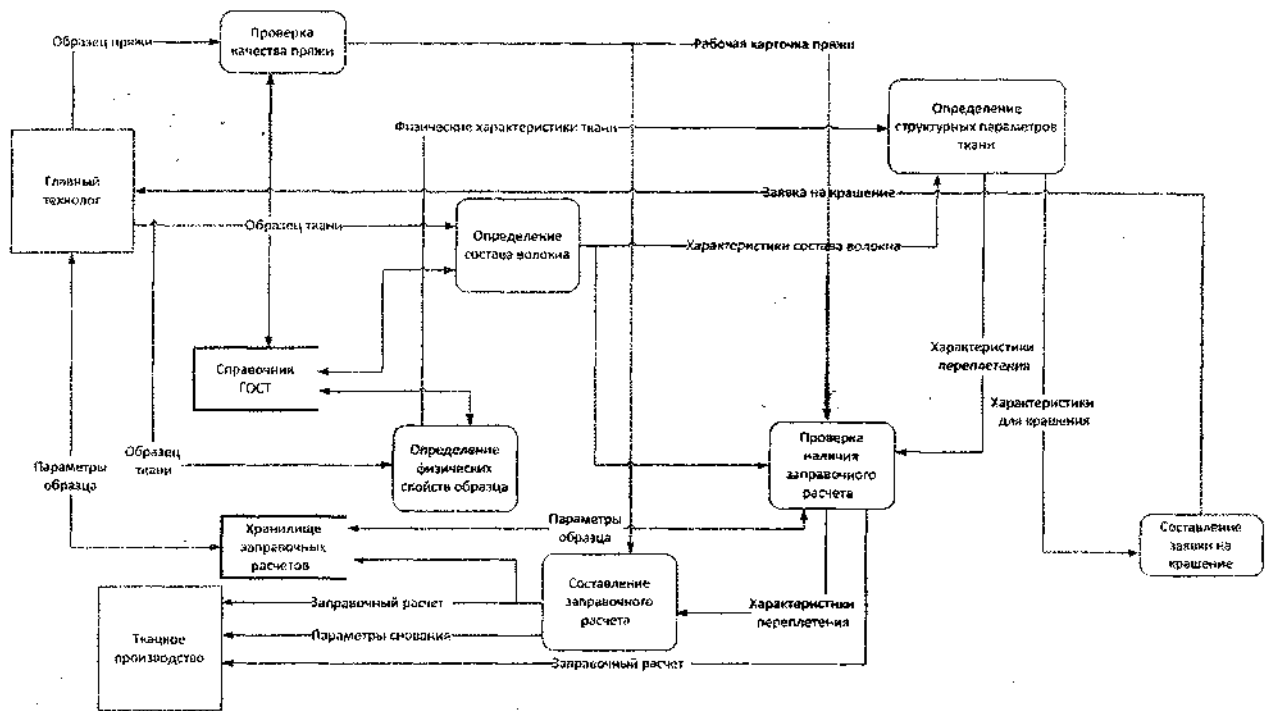 Образец пряжи
Проверка
качества пряжи
Рабочая карточка пряжи
Определение
структурных параметров
ткани
Физические характеристики ткани
Главный
технолог
Заявка на крашение
Образец ткани
Определение
состава волокна
Характеристики состава волокна
Справочник
ГОСТ
Характеристики
переплетения
Характеристики
для крашения
Параметры
образца
Образец
ткани
Определение
физических
свойств образца
Проверка
наличия
заправочного
расчета
Хранилище
заправочных
расчетов
Параметры
образца
Составление
заявки на
крашение
Составление
заправочного
расчета
Заправочный расчет
Характеристики
переплетения
Ткацкое
производство
Параметры снования
Заправочный расчет